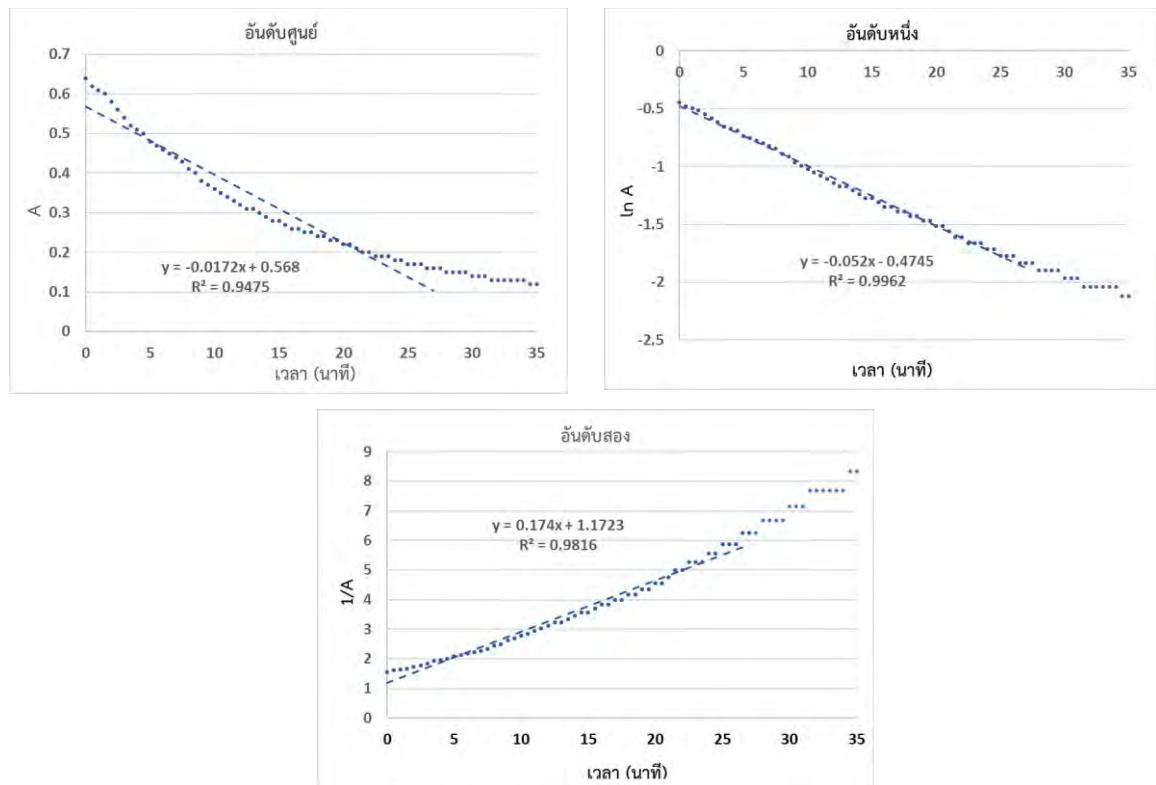 อันดับศูนย์
0.7
0.6
0.5
0.4
0.3
0.2
0.1
0
A
y = -0.0172x + 0.568
R² = 0.9475
0 5 10 15 20 25 30 35
เวลา (นาที)
อันดับหนึ่ง
0
-0.5
-1
-1.5
-2
-2.5
0 5 10 15 20 25 30 35
ln A
y = -0.052x - 0.4745
R² = 0.9962
เวลา (นาที)
อันดับสอง
9
8
7
6
5
4
3
2
1
0
1/A
y = 0.174x + 1.1723
R² = 0.9816
0 5 10 15 20 25 30 35
เวลา (นาที)